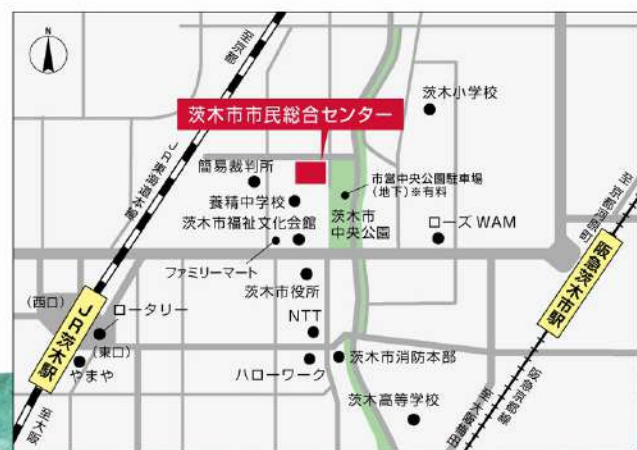 N
至京都
JR東海道本線
茨木市市民総合センター
茨木小学校
簡易裁判所
市営中央公園駐車場
(地下)※有料
養精中学校
茨木市
中央公園
茨木市福祉文化会館
ローズ WAM
至京都河原町
ファミリーマート
茨木市役所
阪急茨木市駅
(西口)
ロータリー
JR茨木駅
NTT
(東口)
やまや
ハローワーク
茨木市消防本部
至大阪
茨木高等学校
至大阪梅田
阪急京都線